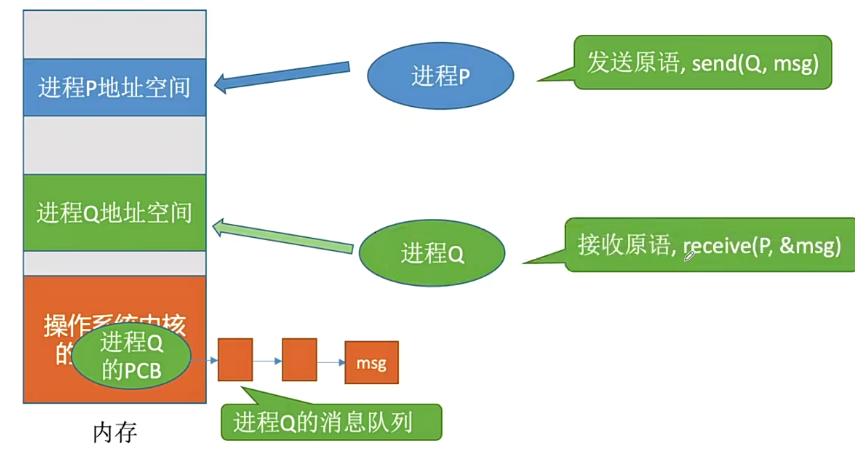 进程P地址空间
进程P
发送原语, send(Q, msg)
进程Q地址空间
进程Q
接收原语, receive(P, &msg)
操作系统内核
的
进程Q
的PCB
msg
进程Q的消息队列
内存